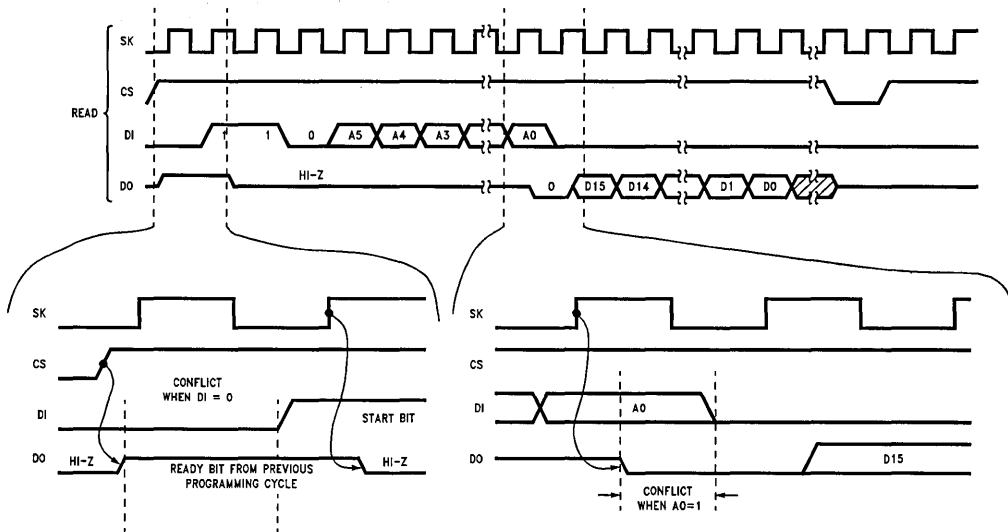 READ
SK
CS
DI 1 1 0 A5 A4 A3 A0
DO HI-Z 0 D15 D14 D1 D0
SK
CS
CONFLICT
WHEN DI = 0
DI START BIT
DO HI-Z READY BIT FROM PREVIOUS
PROGRAMMING CYCLE
HI-Z
SK
CS
DI A0
DO D15
CONFLICT
WHEN A0=1